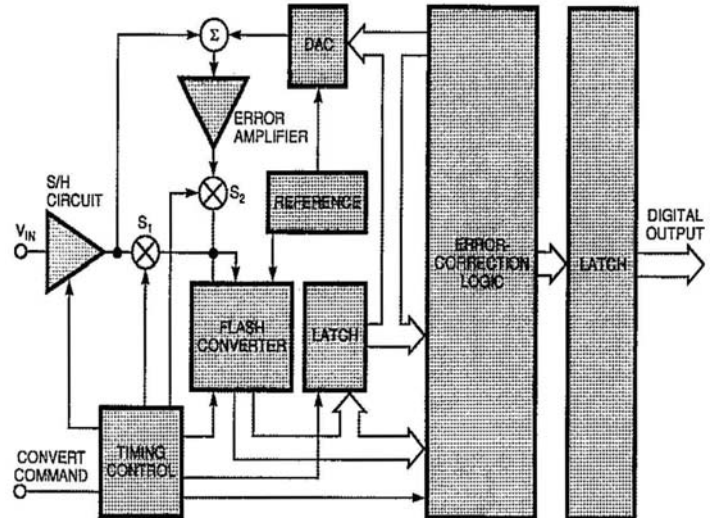 Σ
DAC
ERROR
AMPLIFIER
S/H
CIRCUIT
S2
REFERENCE
VIN
S1
DIGITAL
OUTPUT
ERROR-
CORRECTION
LOGIC
LATCH
FLASH
CONVERTER
LATCH
TIMING
CONTROL
CONVERT
COMMAND